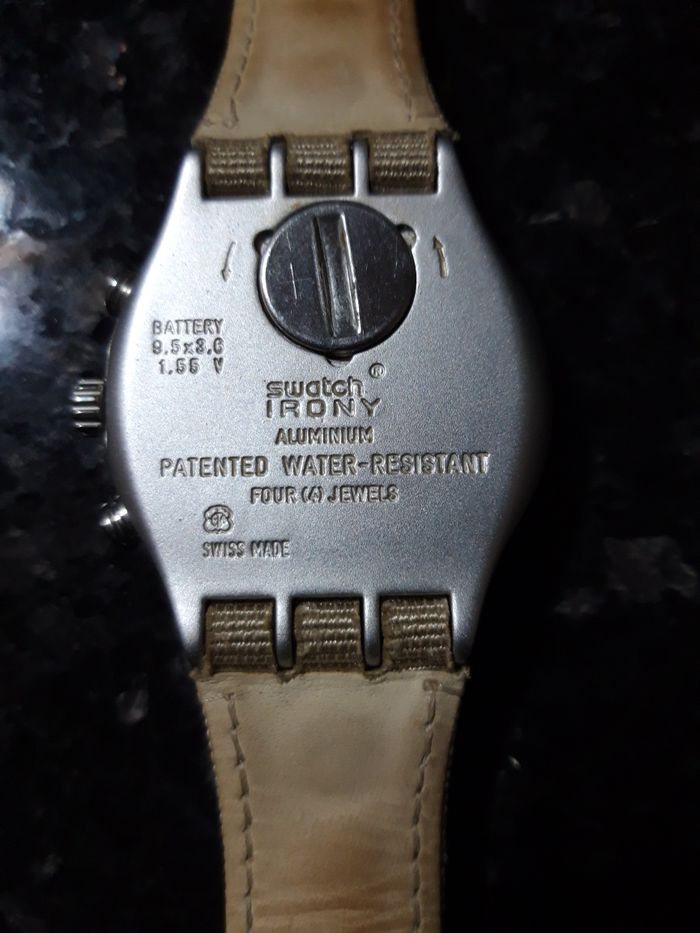 BATTERY
9.5x3.6
1.55 V
swatch®
IRONY
ALUMINIUM
PATENTED WATER-RESISTANT
FOUR (4) JEWELS
SWISS MADE